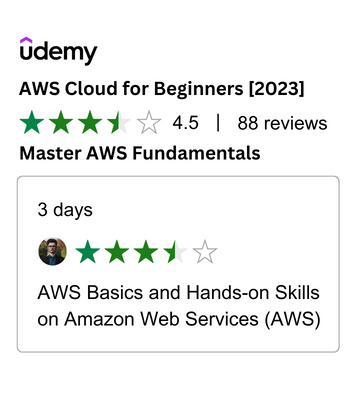 udemy
AWS Cloud for Beginners [2023]
4.5 | 88 reviews
Master AWS Fundamentals
3 days
AWS Basics and Hands-on Skills
on Amazon Web Services (AWS)